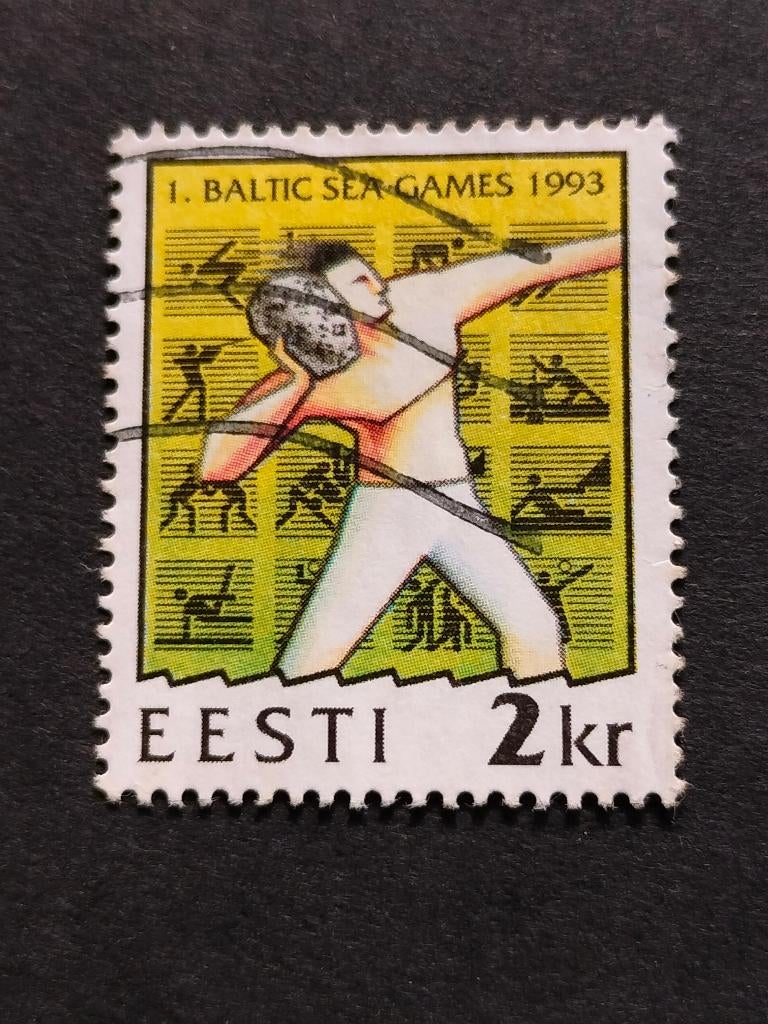 1. BALTIC SEA GAMES 1993
EESTI 2kr